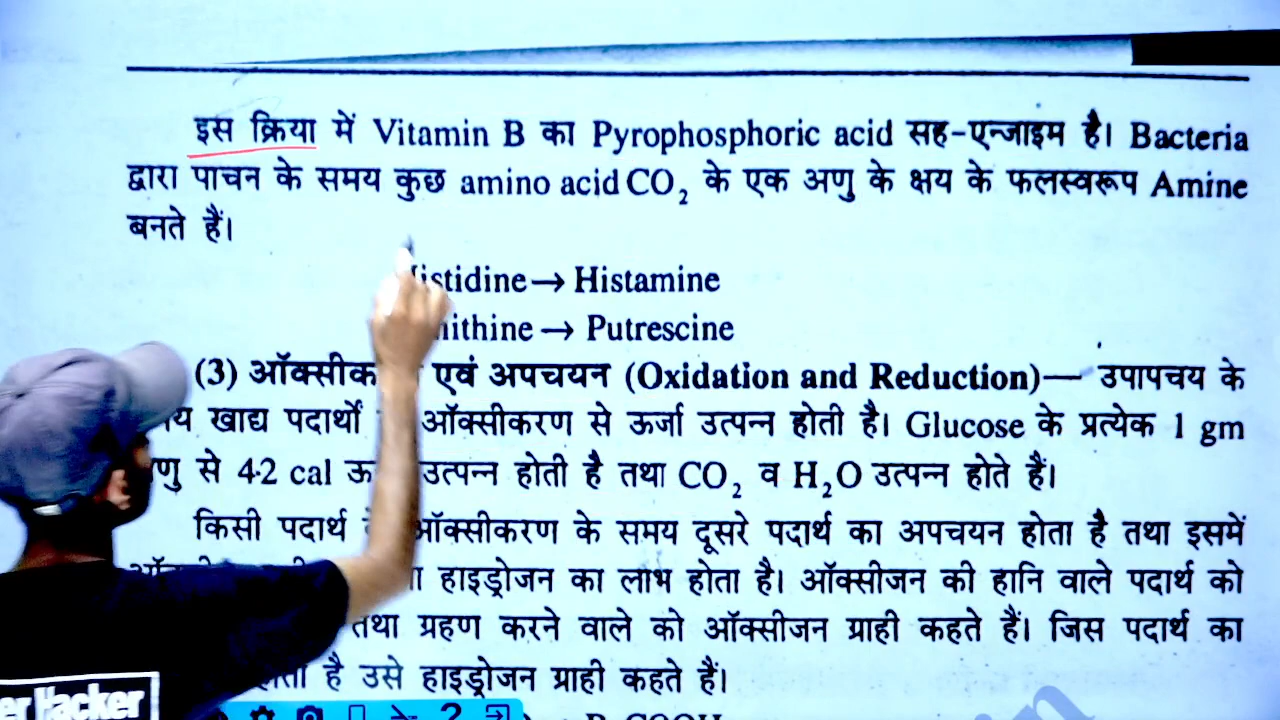 इस क्रिया में Vitamin B का Pyrophosphoric acid सह-एन्जाइम है। Bacteria
द्वारा पाचन के समय कुछ amino acid CO₂ के एक अणु के क्षय के फलस्वरूप Amine
बनते हैं।
→ Histamine
→ Putrescine
(3) एवं अपचयन (Oxidation and Reduction)— उपापचय के
खाद्य पदार्थों ऑक्सीकरण से ऊर्जा उत्पन्न होती है। Glucose के प्रत्येक 1 gm
से 4·2 cal उत्पन्न होती है तथा CO₂ व H₂O उत्पन्न होते हैं।
किसी पदार्थ ऑक्सीकरण के समय दूसरे पदार्थ का अपचयन होता है तथा इसमें
हाइड्रोजन का लाभ होता है। ऑक्सीजन की हानि वाले पदार्थ को
तथा ग्रहण करने वाले को ऑक्सीजन ग्राही कहते हैं। जिस पदार्थ का
है उसे हाइड्रोजन ग्राही कहते हैं।
Hacker